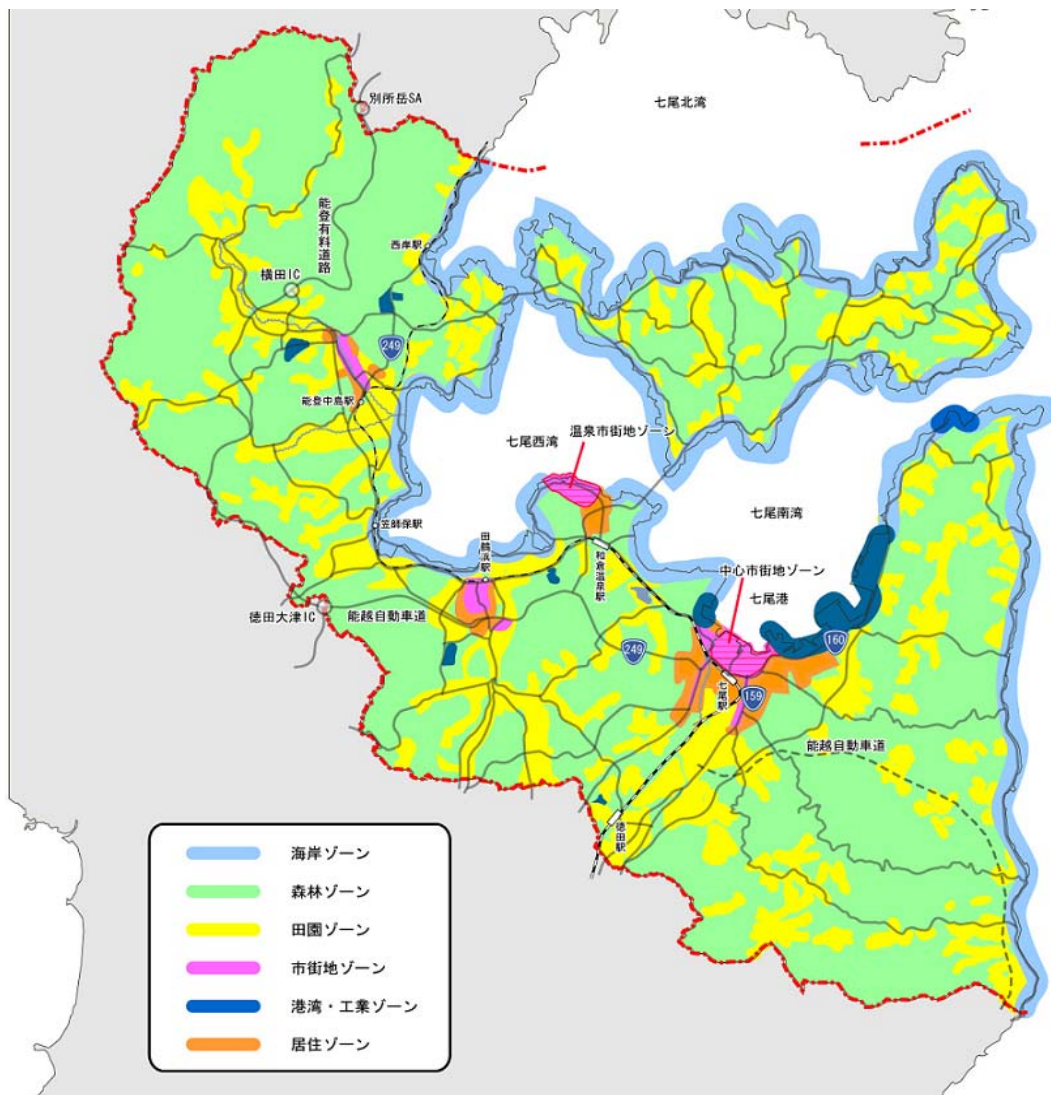 七尾北湾
別所岳SA
能登有料道路
西岸駅
横田IC
249
能登中島駅
七尾西湾
温泉市街地ゾーン
七尾南湾
笠師保駅
田鶴浜駅
和倉温泉駅
中心市街地ゾーン
七尾港
徳田大津IC
能越自動車道
249
160
七尾駅
159
能越自動車道
徳田駅
海岸ゾーン
森林ゾーン
田園ゾーン
市街地ゾーン
港湾・工業ゾーン
居住ゾーン